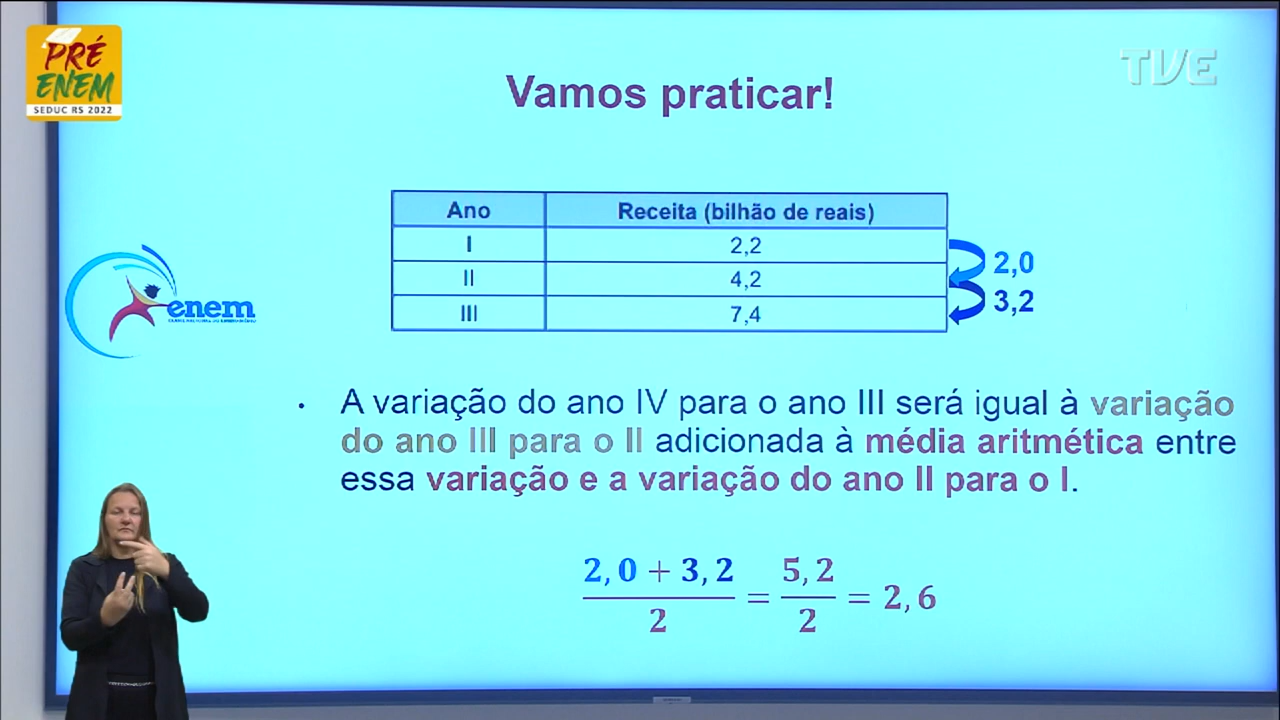 PRÉ
ENEM
SEDUC RS 2022
TVE
Vamos praticar!
Ano Receita (bilhão de reais)
I 2,2
II 4,2
III 7,4
2,0
3,2
enem
• A variação do ano IV para o ano III será igual à variação
do ano III para o II adicionada à média aritmética entre
essa variação e a variação do ano II para o I.
2,0 + 3,2 / 2 = 5,2 / 2 = 2,6